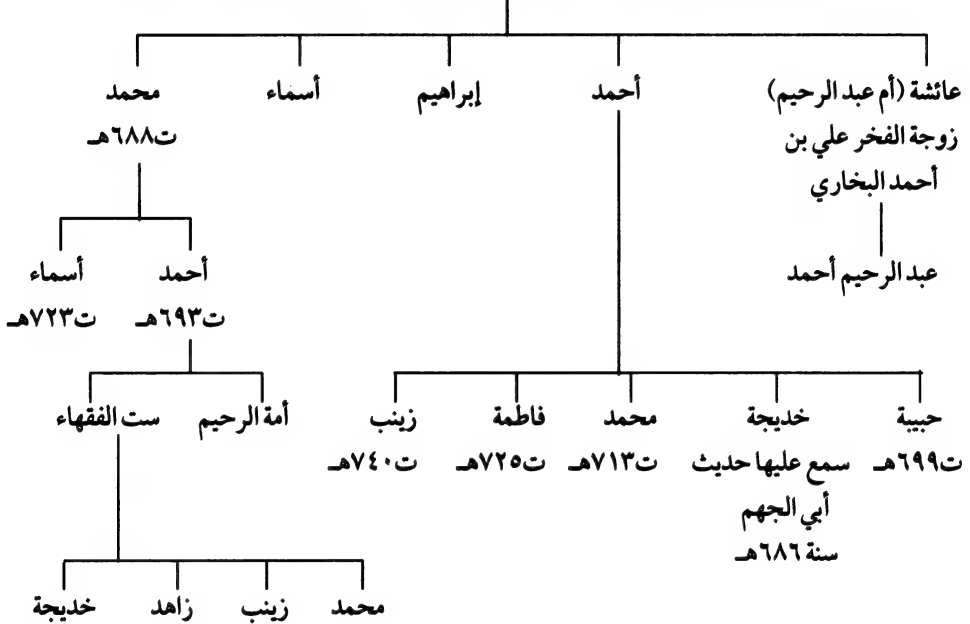 عائشة (أم عبد الرحيم) أحمد إبراهيم أسماء محمد
زوجة الفخر علي بن ت٦٨٨هـ
أحمد البخاري
عبد الرحيم أحمد أحمد أسماء
ت٦٩٣هـ ت٧٢٣هـ
حبيبة خديجة محمد فاطمة زينب أمة الرحيم ست الفقهاء
ت٦٩٩هـ سمع عليها حديث ت٧١٣هـ ت٧٢٥هـ ت٧٤٠هـ
أبي الجهم
سنة ٦٨٦هـ
محمد زينب زاهد خديجة